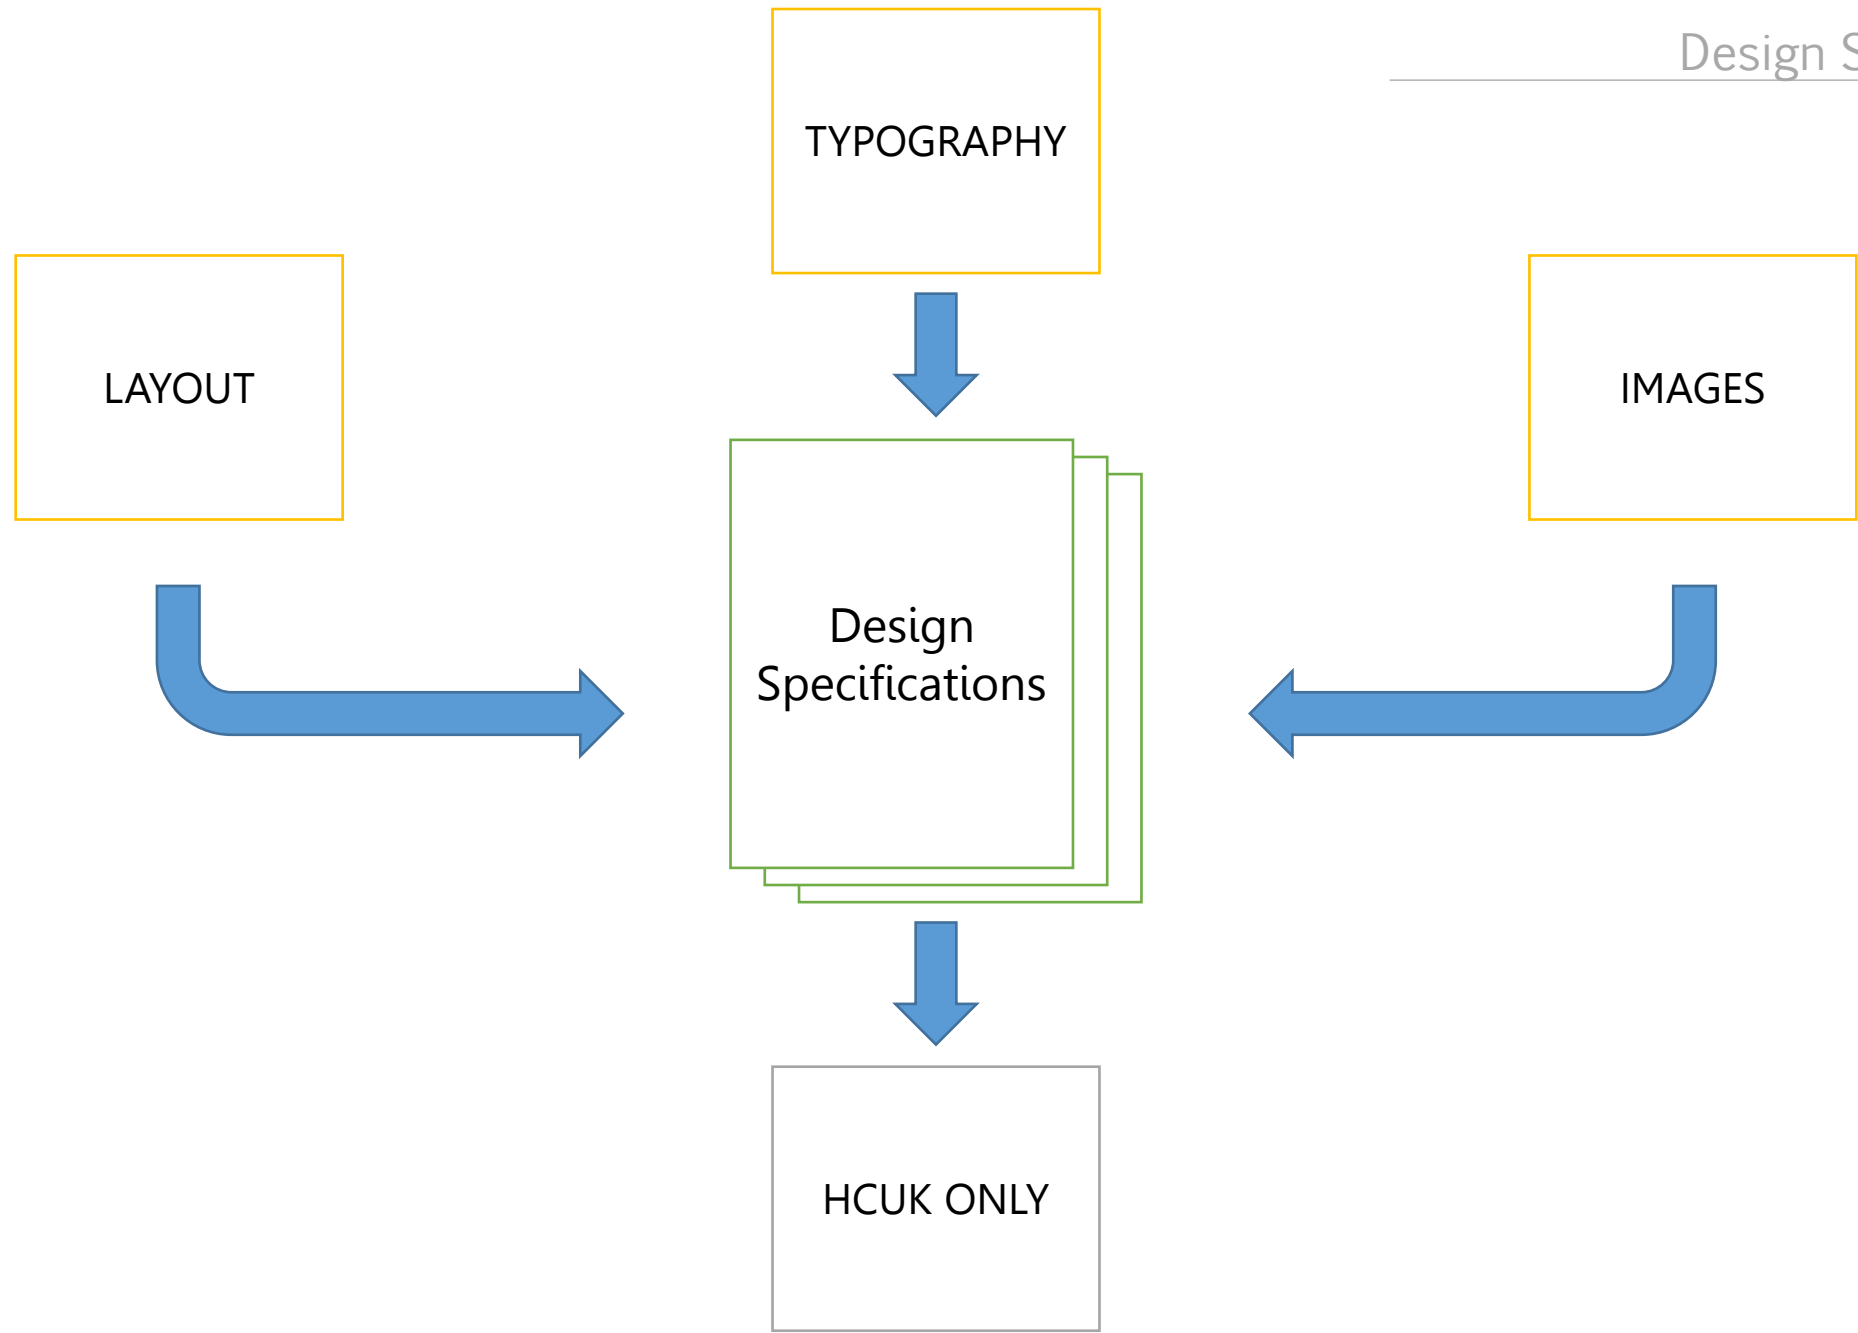 Design S
TYPOGRAPHY
LAYOUT
IMAGES
Design
Specifications
HCUK ONLY